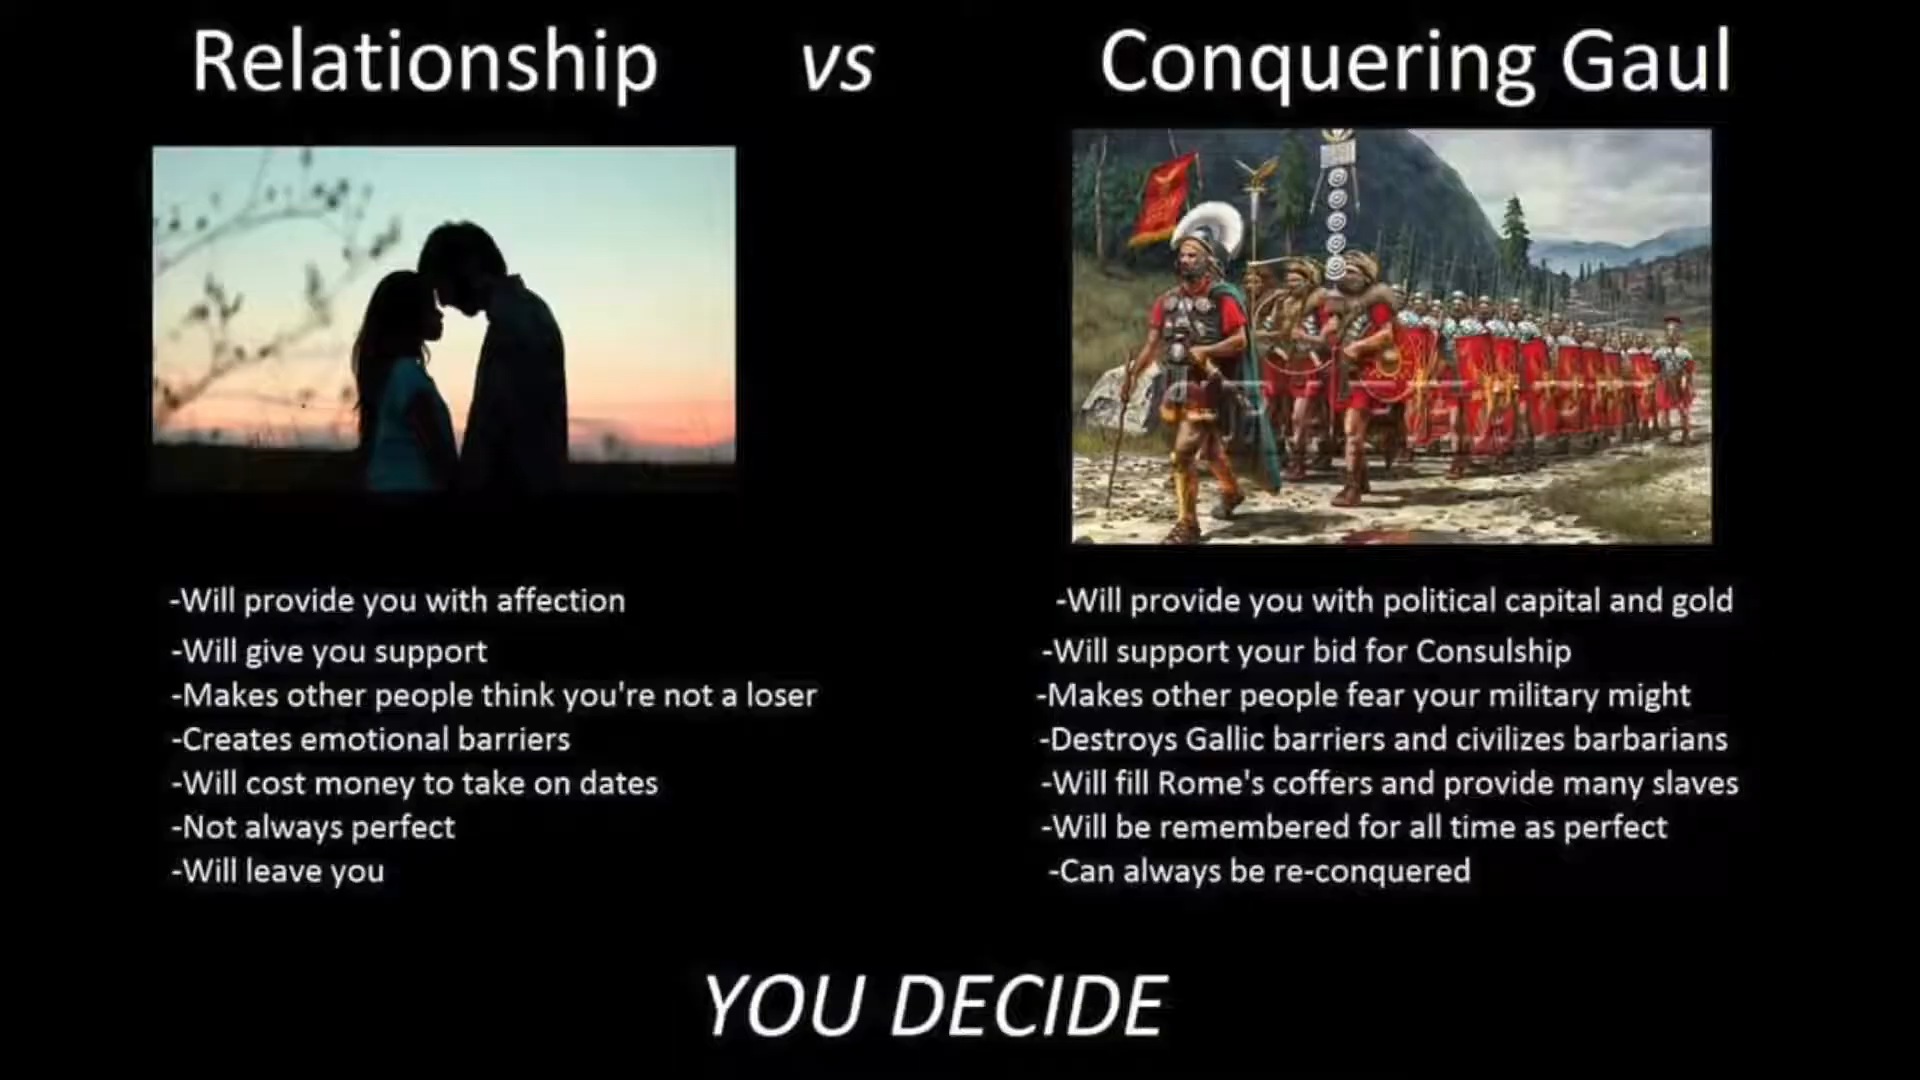 Relationship vs Conquering Gaul
-Will provide you with affection
-Will give you support
-Makes other people think you're not a loser
-Creates emotional barriers
-Will cost money to take on dates
-Not always perfect
-Will leave you
-Will provide you with political capital and gold
-Will support your bid for Consulship
-Makes other people fear your military might
-Destroys Gallic barriers and civilizes barbarians
-Will fill Rome's coffers and provide many slaves
-Will be remembered for all time as perfect
-Can always be re-conquered
YOU DECIDE